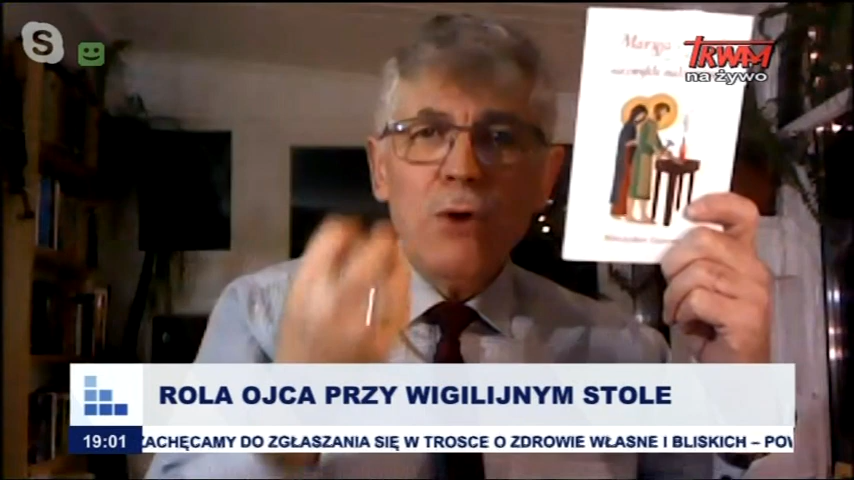 S
Maryja
TRWAM
na żywo
ROLA OJCA PRZY WIGILIJNYM STOLE
19:01
ZACHĘCAMY DO ZGŁASZANIA SIĘ W TROSCE O ZDROWIE WŁASNE I BLISKICH – POW